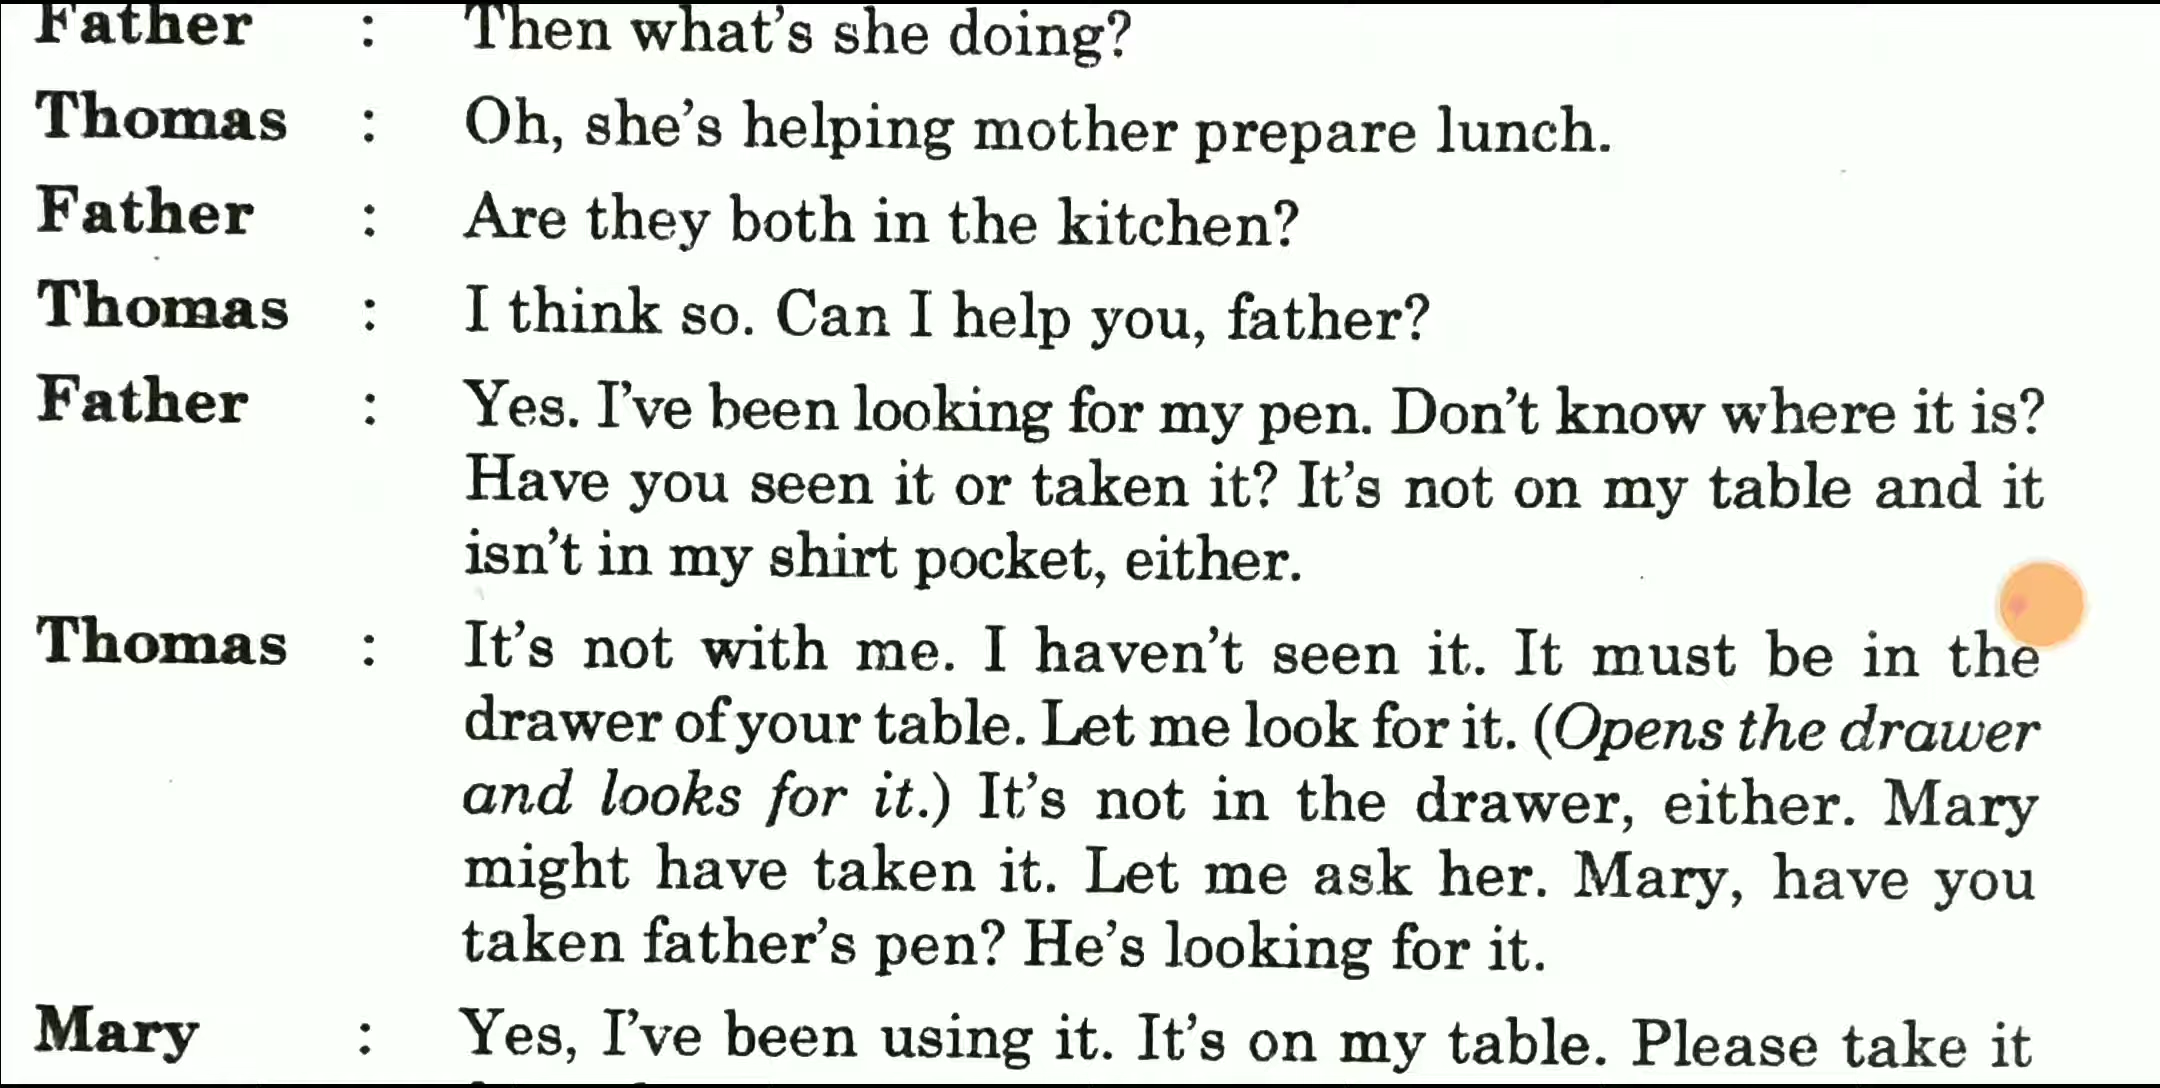 Father : Then what's she doing?
Thomas : Oh, she's helping mother prepare lunch.
Father : Are they both in the kitchen?
Thomas : I think so. Can I help you, father?
Father : Yes. I've been looking for my pen. Don't know where it is?
Have you seen it or taken it? It's not on my table and it
isn't in my shirt pocket, either.
Thomas : It's not with me. I haven't seen it. It must be in the
drawer of your table. Let me look for it. (Opens the drawer
and looks for it.) It's not in the drawer, either. Mary
might have taken it. Let me ask her. Mary, have you
taken father's pen? He's looking for it.
Mary : Yes, I've been using it. It's on my table. Please take it